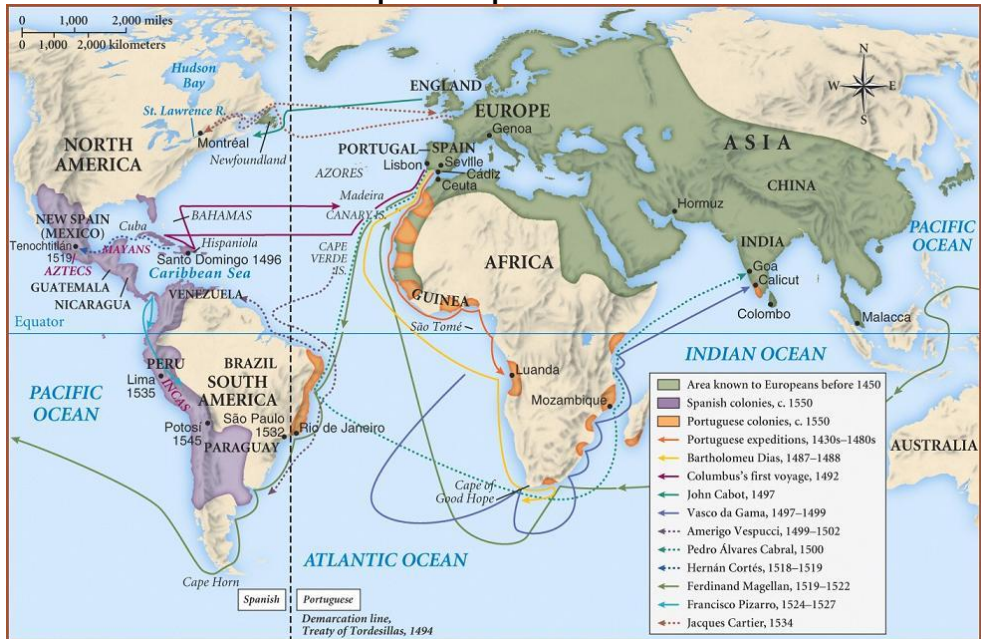 0 1,000 2,000 miles
0 1,000 2,000 kilometers
Hudson
Bay
St. Lawrence R.
NORTH
AMERICA
Montréal
Newfoundland
ENGLAND
EUROPE
Genoa
PORTUGAL
SPAIN
Lisbon
Seville
Cádiz
Ceuta
AZORES
Madeira
CANARY IS.
CAPE
VERDE
IS.
ASIA
CHINA
Hormuz
INDIA
Goa
Calicut
Colombo
Malacca
PACIFIC
OCEAN
N
W
E
S
NEW SPAIN
(MEXICO)
Tenochtitlán
1519
AZTECS
MAYANS
Cuba
BAHAMAS
Hispaniola
Santo Domingo 1496
Caribbean Sea
GUATEMALA
NICARAGUA
VENEZUELA
Equator
AFRICA
GUINEA
São Tomé
Luanda
Mozambique
Cape of
Good Hope
INDIAN OCEAN
AUSTRALIA
PACIFIC
OCEAN
PERU
Lima
1535
INCAS
BRAZIL
SOUTH
AMERICA
São Paulo
1532
Rio de Janeiro
Potosí
1545
PARAGUAY
Cape Horn
ATLANTIC OCEAN
Spanish
Portuguese
Demarcation line,
Treaty of Tordesillas, 1494
Area known to Europeans before 1450
Spanish colonies, c. 1550
Portuguese colonies, c. 1550
Portuguese expeditions, 1430s–1480s
Bartholomeu Dias, 1487–1488
Columbus's first voyage, 1492
John Cabot, 1497
Vasco da Gama, 1497–1499
Amerigo Vespucci, 1499–1502
Pedro Álvares Cabral, 1500
Hernán Cortés, 1518–1519
Ferdinand Magellan, 1519–1522
Francisco Pizarro, 1524–1527
Jacques Cartier, 1534